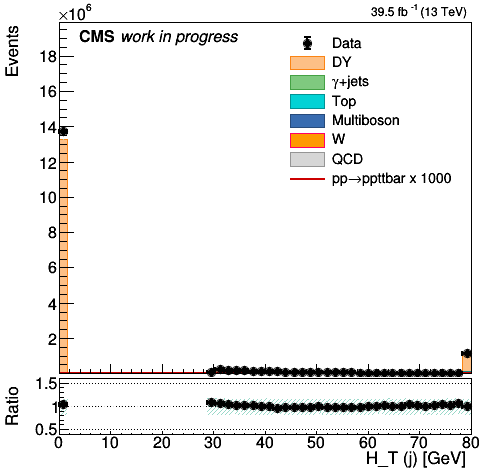 ×10⁶
39.5 fb⁻¹ (13 TeV)
CMS work in progress
Events
18
16
14
12
10
8
6
4
2
Data
DY
γ+jets
Top
Multiboson
W
QCD
pp→ppttbar x 1000
Ratio
1.5
1
0.5
0 10 20 30 40 50 60 70 80
H_T (j) [GeV]